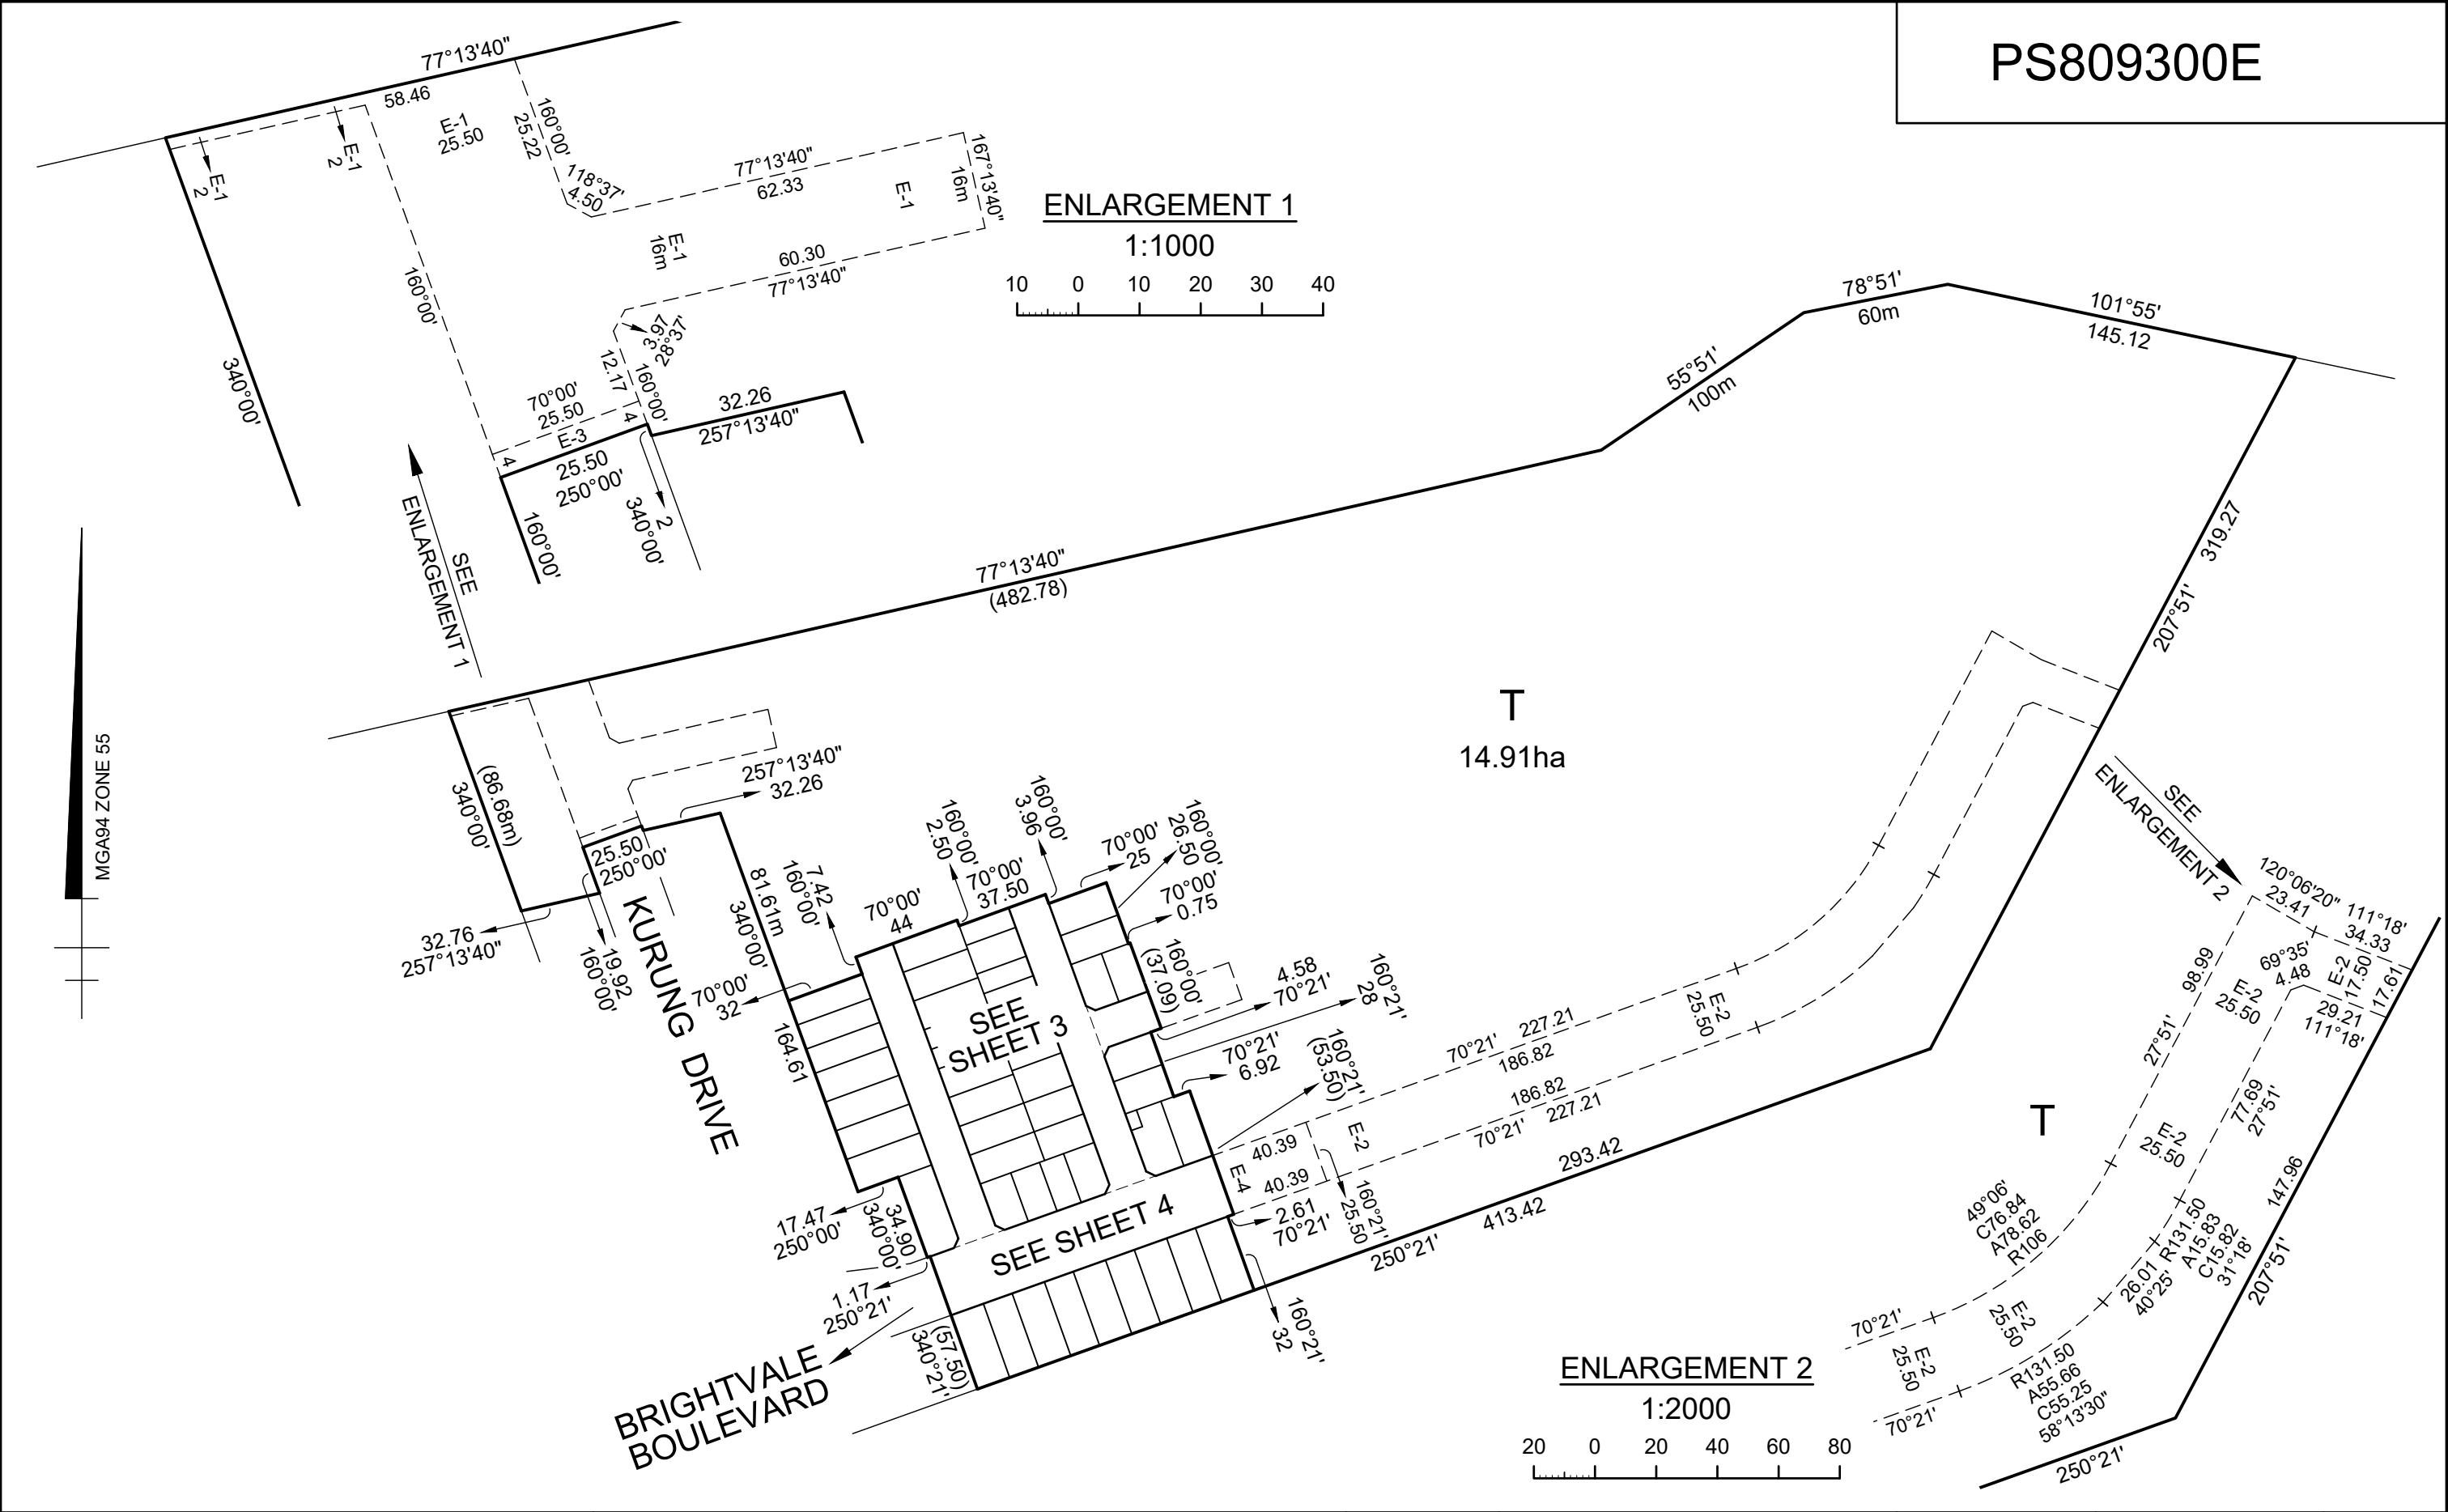 PS809300E
77°13'40"
58.46
E-1
25.50
160°00'
25.22
118°37'
4.50
77°13'40"
62.33
167°13'40"
16m
E-1
E-1
2
E-1
2
E-1
16m
60.30
77°13'40"
160°00'
340°00'
3.97
28°37'
12.17
160°00'
70°00'
25.50
4
E-3
4
25.50
250°00'
32.26
257°13'40"
160°00'
2
340°00'
ENLARGEMENT 1
1:1000
10 0 10 20 30 40
SEE
ENLARGEMENT 1
MGA94 ZONE 55
78°51'
60m
101°55'
145.12
55°51'
100m
319.27
207°51'
77°13'40"
(482.78)
T
14.91ha
(86.68m)
340°00'
257°13'40"
32.26
25.50
250°00'
32.76
257°13'40"
19.92
160°00'
KURUNG DRIVE
81.61m
340°00'
7.42
160°00'
70°00'
44
160°00'
2.50
70°00'
37.50
160°00'
3.96
70°00'
25
160°00'
26.50
70°00'
0.75
160°00'
(37.09)
4.58
70°21'
160°21'
28
70°21'
6.92
160°21'
(53.50)
70°00'
32
164.61
SEE
SHEET 3
SEE SHEET 4
17.47
250°00'
34.90
340°00'
1.17
250°21'
(57.50)
340°21'
BRIGHTVALE
BOULEVARD
40.39
E-4
40.39
E-2
2.61
70°21'
160°21'
25.50
160°21'
32
70°21' 227.21
186.82
186.82
70°21' 227.21
E-2
25.50
293.42
413.42
250°21'
SEE
ENLARGEMENT 2
120°06'20"
23.41
111°18'
34.33
69°35'
4.48
E-2
17.50
17.61
29.21
111°18'
98.99
27°51'
E-2
25.50
77.69
27°51'
E-2
25.50
T
147.96
207°51'
49°06'
C76.84
A78.62
R106
R131.50
A15.83
C15.82
31°18'
26.01
40°25'
E-2
25.50
70°21'
E-2
25.50
70°21'
R131.50
A55.66
C55.25
58°13'30"
250°21'
ENLARGEMENT 2
1:2000
20 0 20 40 60 80